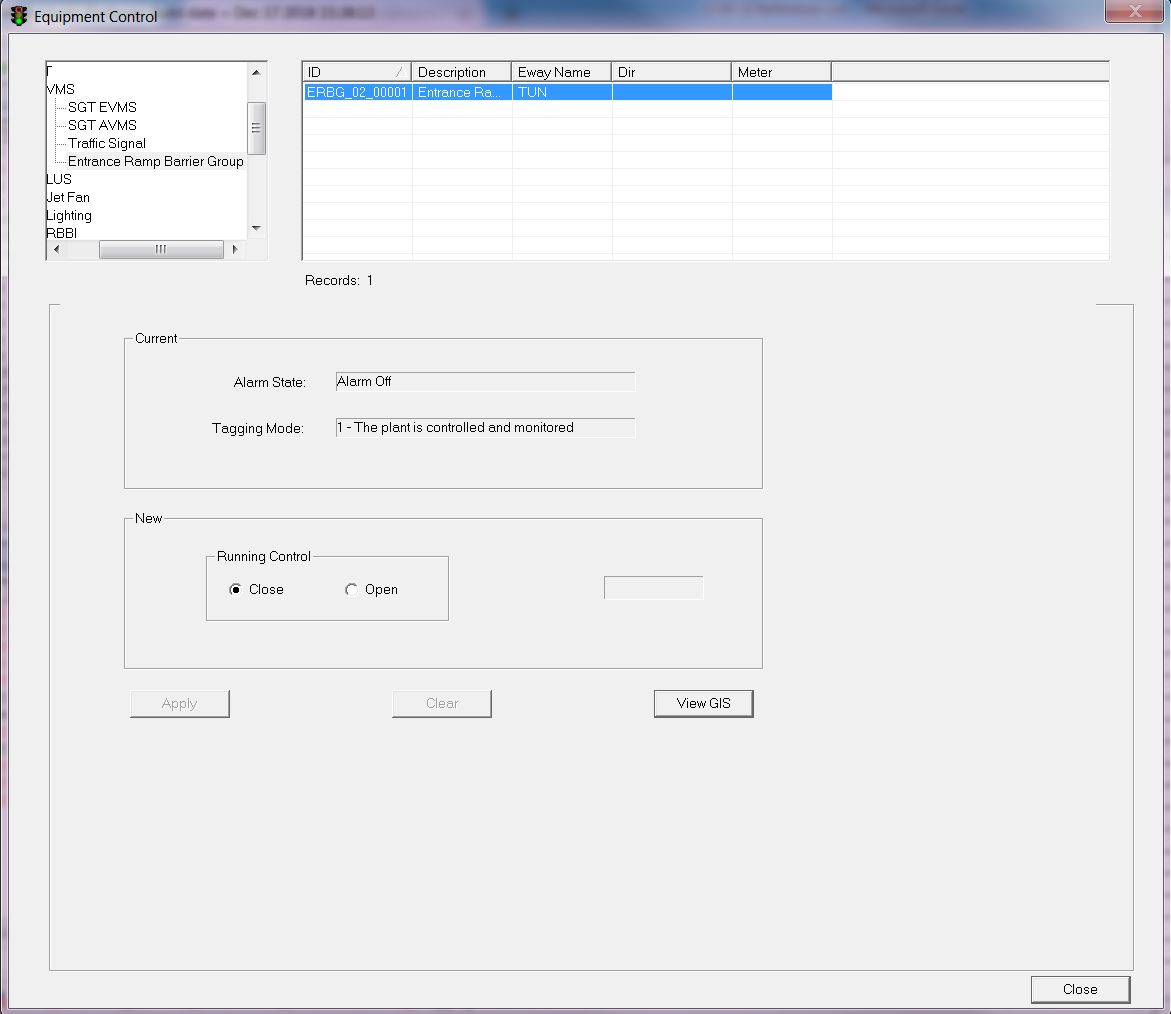 Equipment Control
VMS
SGT EVMS
SGT AVMS
Traffic Signal
Entrance Ramp Barrier Group
LUS
Jet Fan
Lighting
RBBI
ID Description Eway Name Dir Meter
ERBG_02_00001 Entrance Ra... TUN
Records: 1
Current
Alarm State: Alarm Off
Tagging Mode: 1 - The plant is controlled and monitored
New
Running Control
Close Open
Apply Clear View GIS
Close